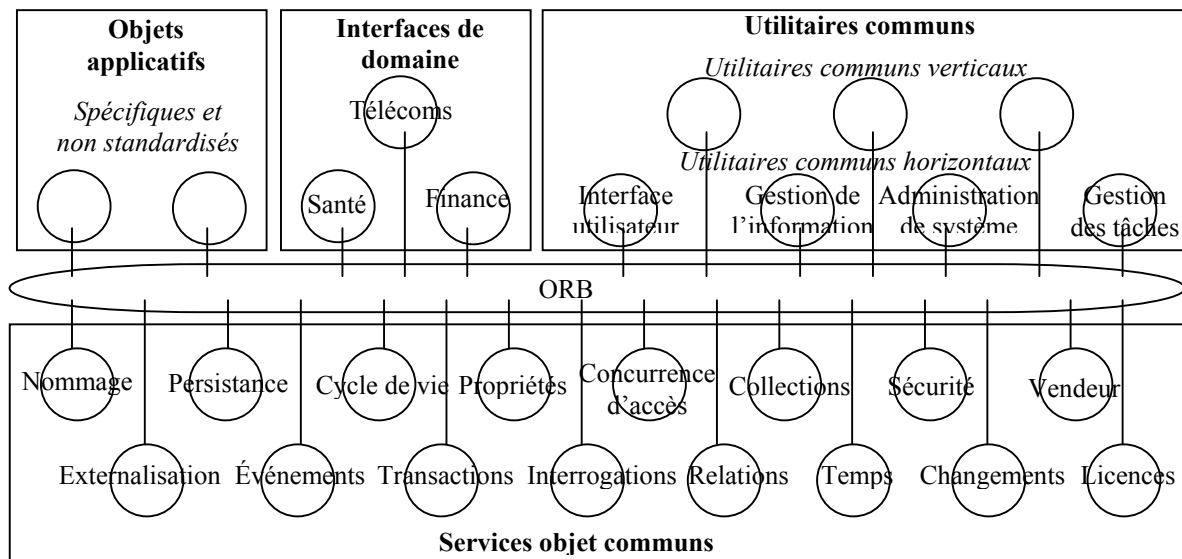 Objets
applicatifs
Spécifiques et
non standardisés
Interfaces de
domaine
Télécoms
Santé
Finance
Utilitaires communs
Utilitaires communs verticaux
Utilitaires communs horizontaux
Interface
utilisateur
Gestion de
l'information
Administration
de système
Gestion
des tâches
ORB
Nommage
Persistance
Cycle de vie
Propriétés
Concurrence
d'accès
Collections
Sécurité
Vendeur
Externalisation
Événements
Transactions
Interrogations
Relations
Temps
Changements
Licences
Services objet communs